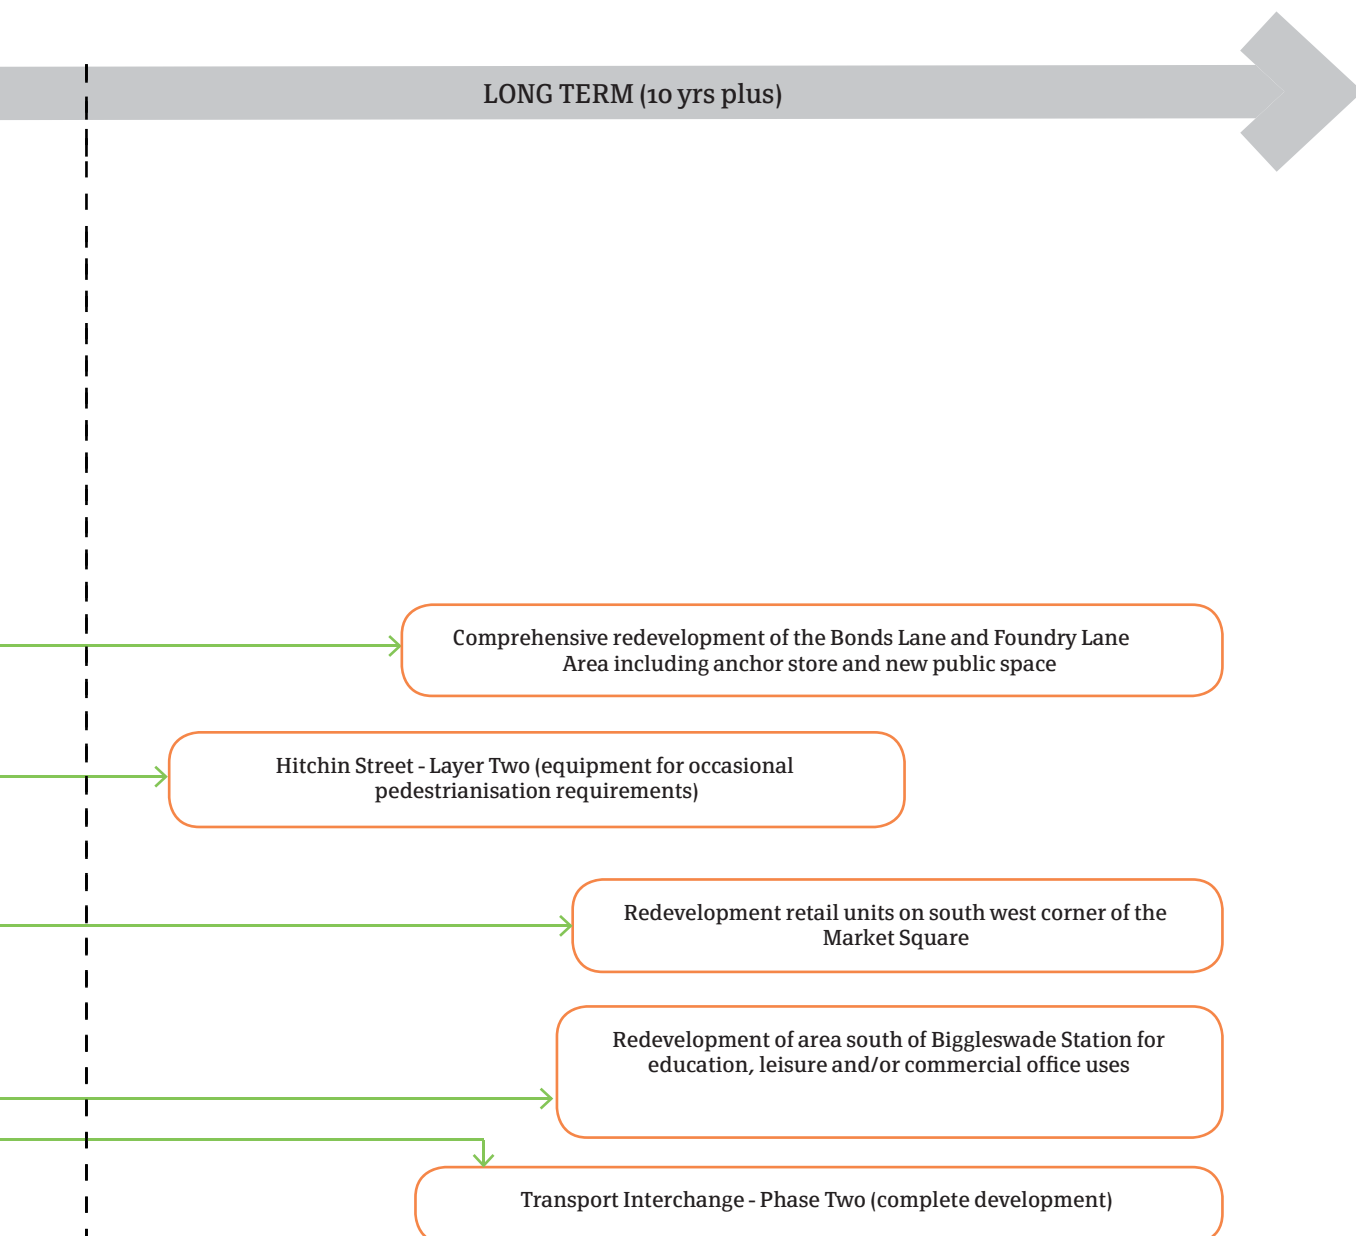 LONG TERM (10 yrs plus)
Comprehensive redevelopment of the Bonds Lane and Foundry Lane
Area including anchor store and new public space
Hitchin Street - Layer Two (equipment for occasional
pedestrianisation requirements)
Redevelopment retail units on south west corner of the
Market Square
Redevelopment of area south of Biggleswade Station for
education, leisure and/or commercial office uses
Transport Interchange - Phase Two (complete development)